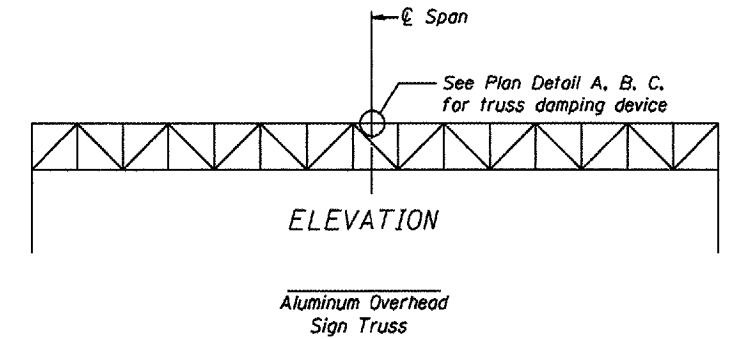 ℄ Span
See Plan Detail A, B, C,
for truss damping device
ELEVATION
Aluminum Overhead
Sign Truss